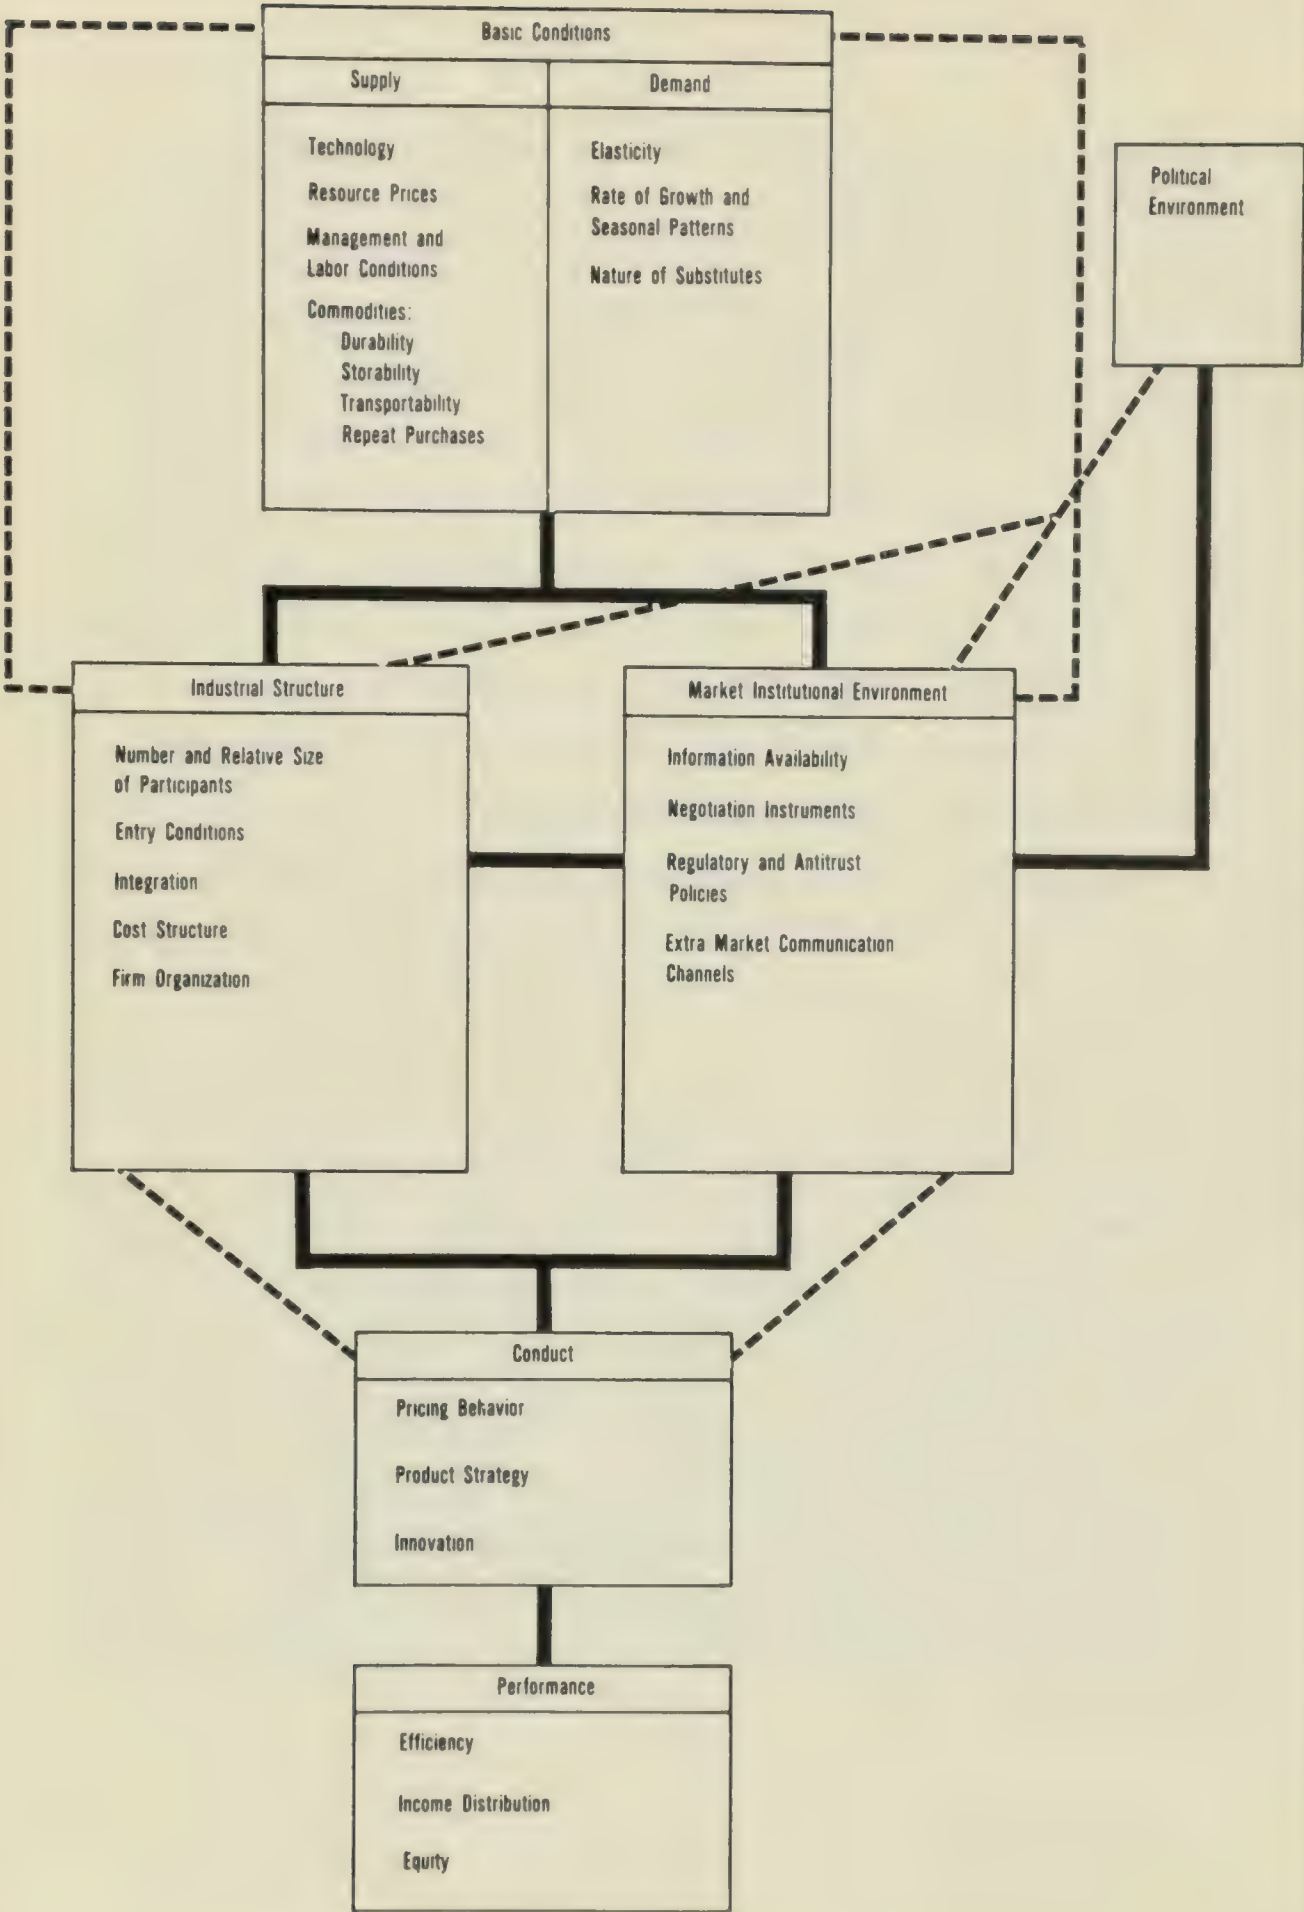 Basic Conditions
Supply
Demand
Technology
Resource Prices
Management and
Labor Conditions
Commodities:
Durability
Storability
Transportability
Repeat Purchases
Elasticity
Rate of Growth and
Seasonal Patterns
Nature of Substitutes
Political
Environment
Industrial Structure
Number and Relative Size
of Participants
Entry Conditions
Integration
Cost Structure
Firm Organization
Market Institutional Environment
Information Availability
Negotiation Instruments
Regulatory and Antitrust
Policies
Extra Market Communication
Channels
Conduct
Pricing Behavior
Product Strategy
Innovation
Performance
Efficiency
Income Distribution
Equity